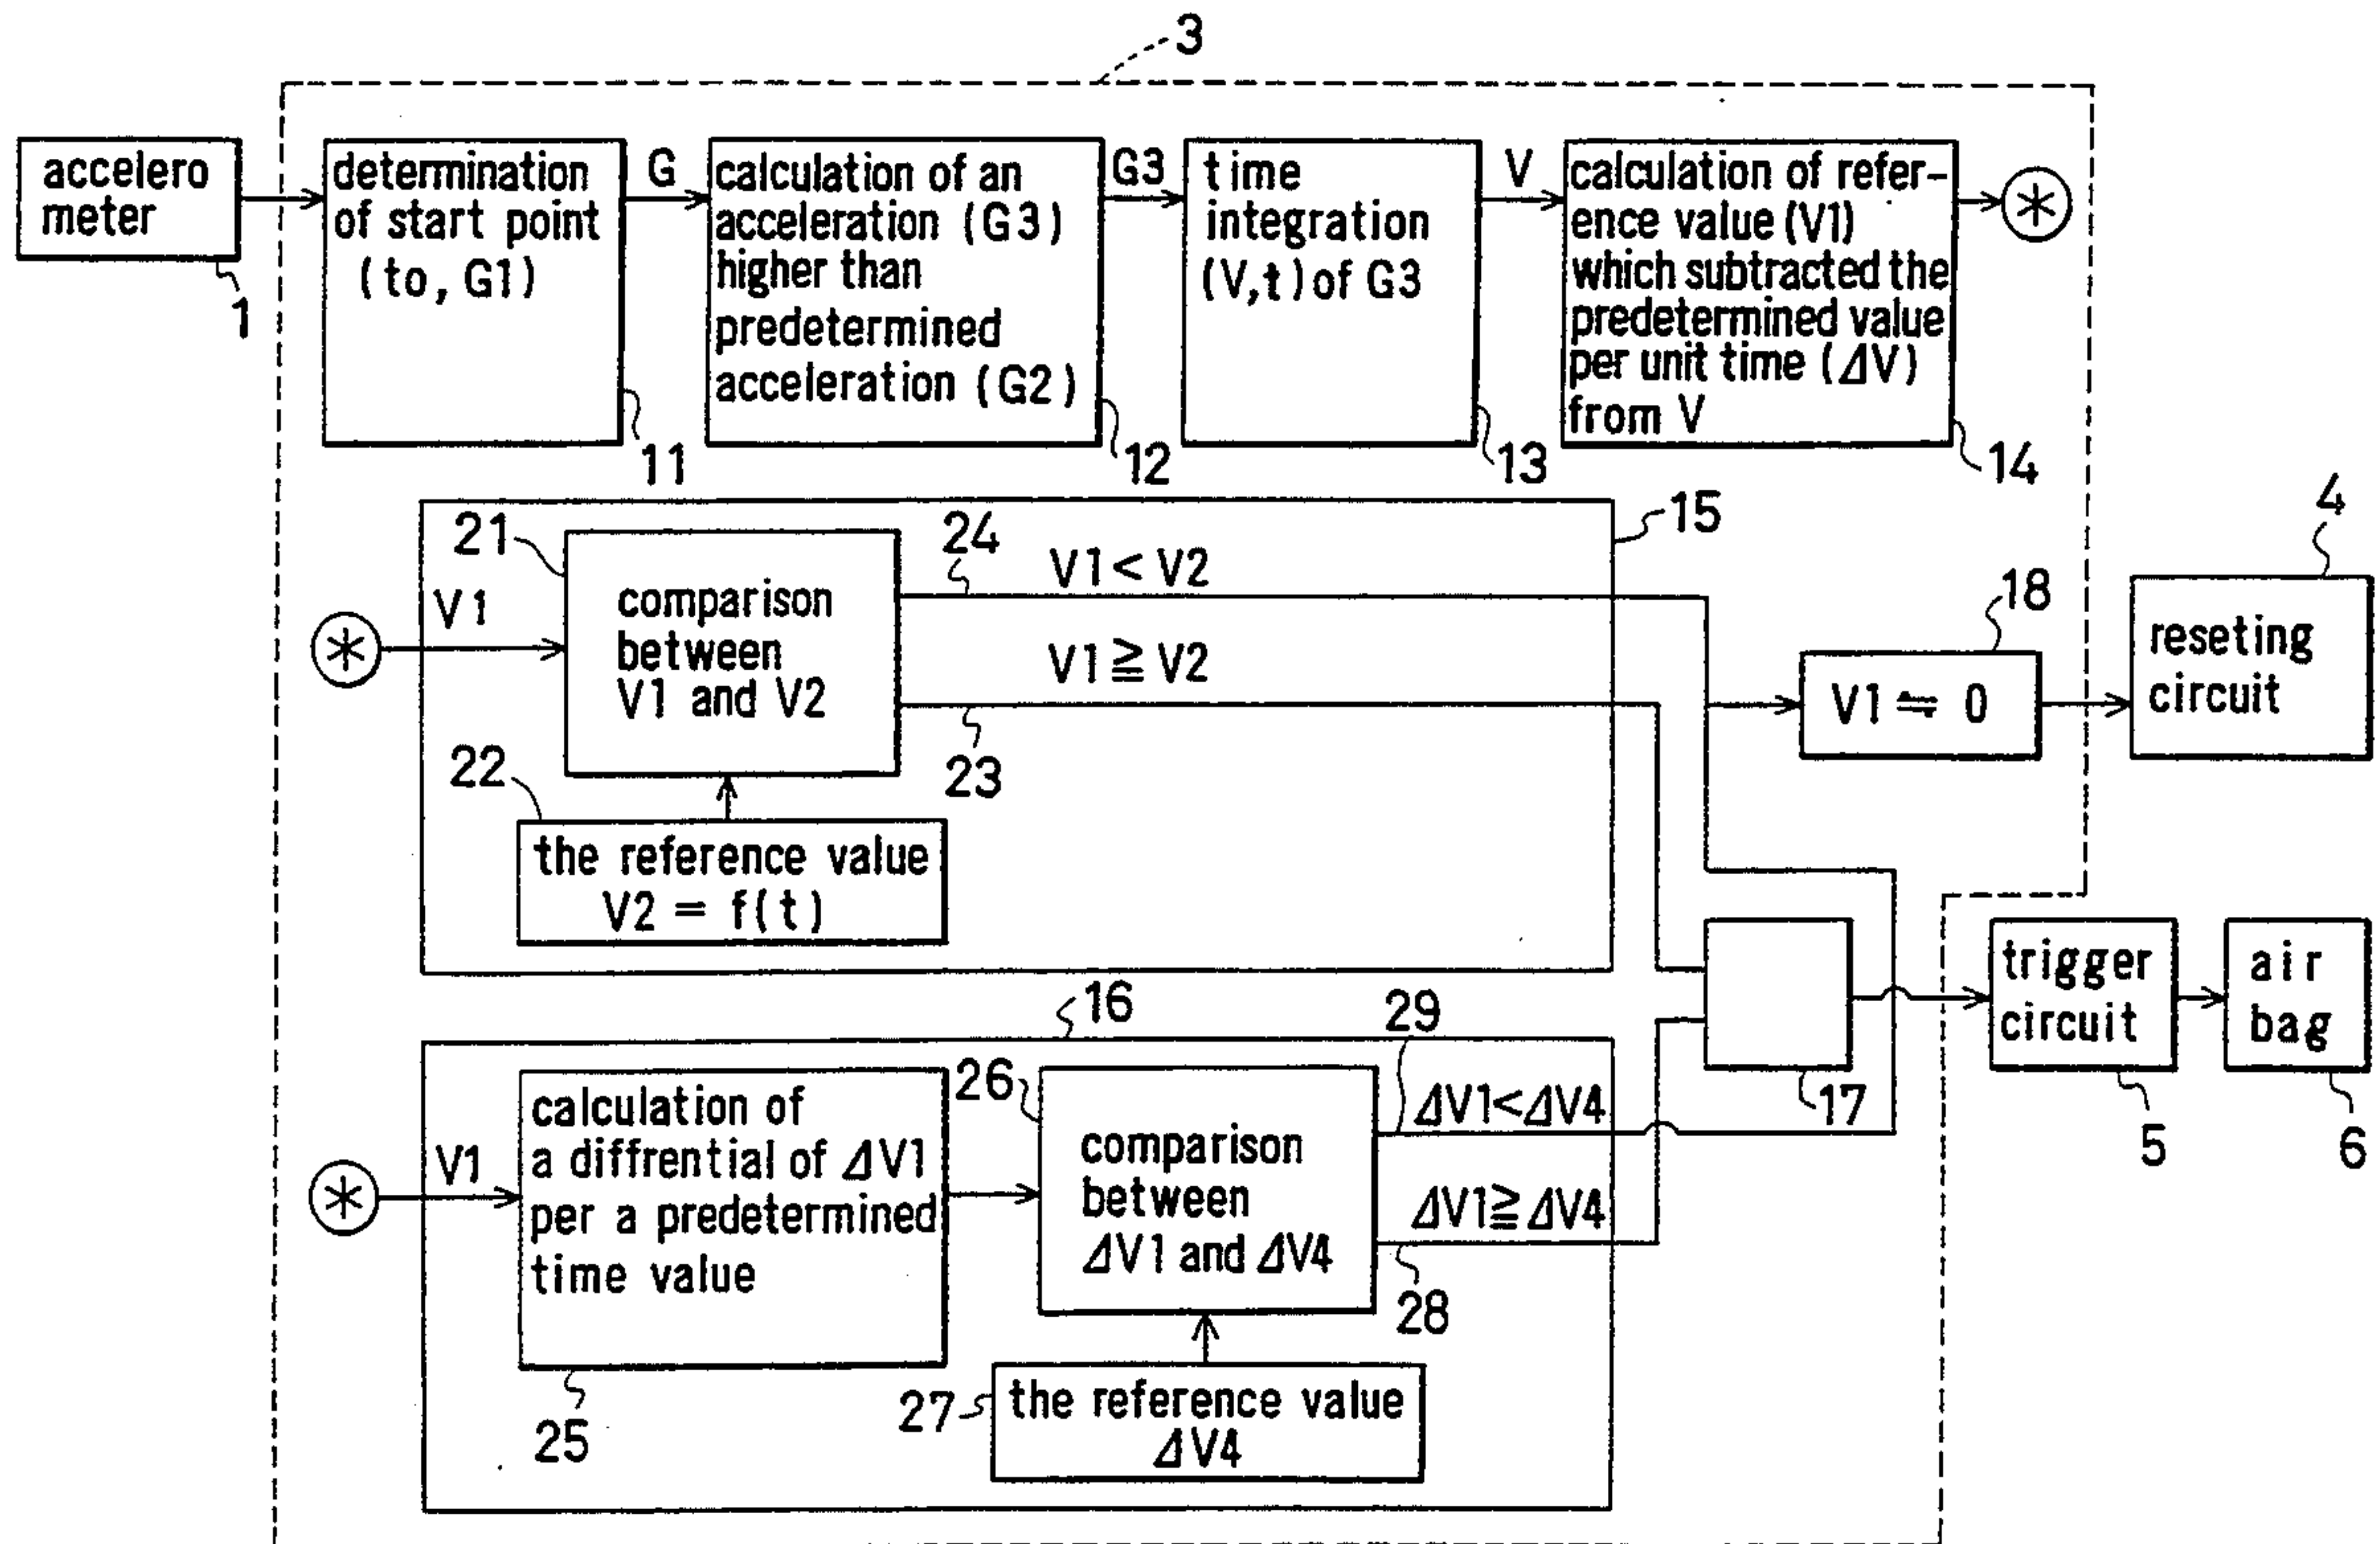 3
accelero
meter
1
determination
of start point
(to, G1)
11
G
calculation of an
acceleration (G3)
higher than
predetermined
acceleration (G2)
12
G3
time
integration
(V,t) of G3
13
V
calculation of refer-
ence value (V1)
which subtracted the
predetermined value
per unit time (ΔV)
from V
14
*
15
*
V1
21
comparison
between
V1 and V2
22
the reference value
V2 = f(t)
24
V1 < V2
V1 ≧ V2
23
18
V1 ≒ 0
4
reseting
circuit
17
trigger
circuit
5
air
bag
6
16
*
V1
calculation of
a diffrential of ΔV1
per a predetermined
time value
25
26
comparison
between
ΔV1 and ΔV4
27
the reference value
ΔV4
29
ΔV1<ΔV4
ΔV1≧ΔV4
28